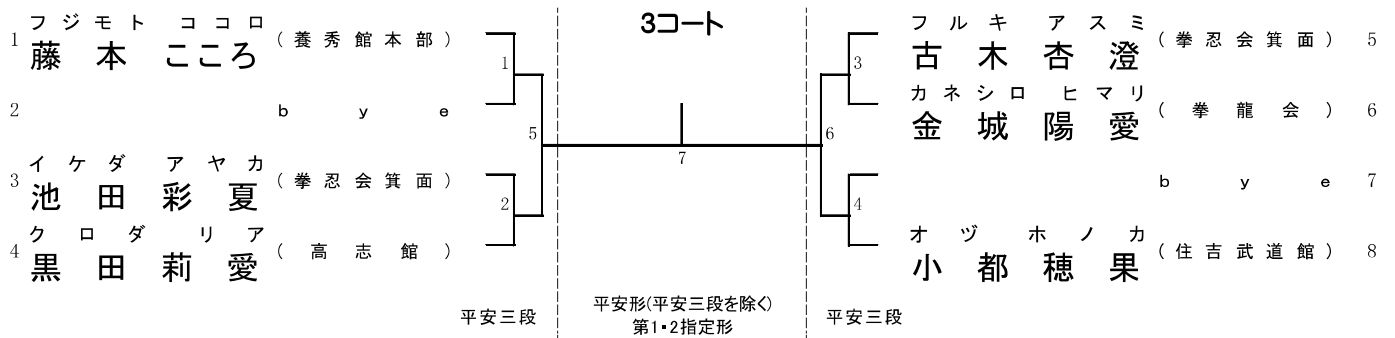 3コート
フジモト ココロ
1 藤本 こころ (養秀館本部)
2 bye
イケダ アヤカ
3 池田彩夏 (拳忍会箕面)
クロダ リア
4 黒田莉愛 (高志館)
1
2
5
7
6
3
4
フルキ アスミ
古木杏澄 (拳忍会箕面) 5
カネシロ ヒマリ
金城陽愛 (拳龍会) 6
bye 7
オヅ ホノカ
小都穂果 (住吉武道館) 8
平安三段
平安形(平安三段を除く)
第1・2指定形
平安三段